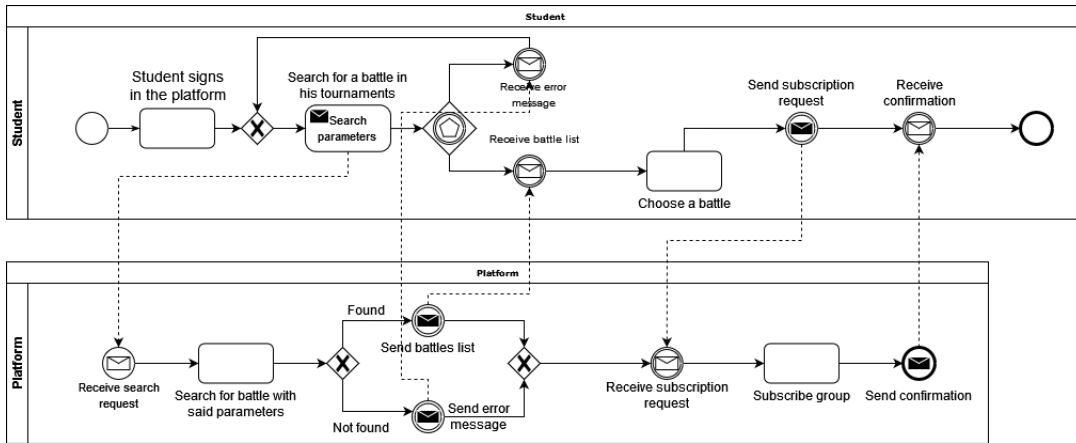 Student
Student
Student signs
in the platform
Search for a battle in
his tournaments
Search
parameters
Receive error
message
Receive battle list
Choose a battle
Send subscription
request
Receive
confirmation
Platform
Platform
Receive search
request
Search for battle with
said parameters
Found
Not found
Send battles list
Send error
message
Receive subscription
request
Subscribe group
Send confirmation